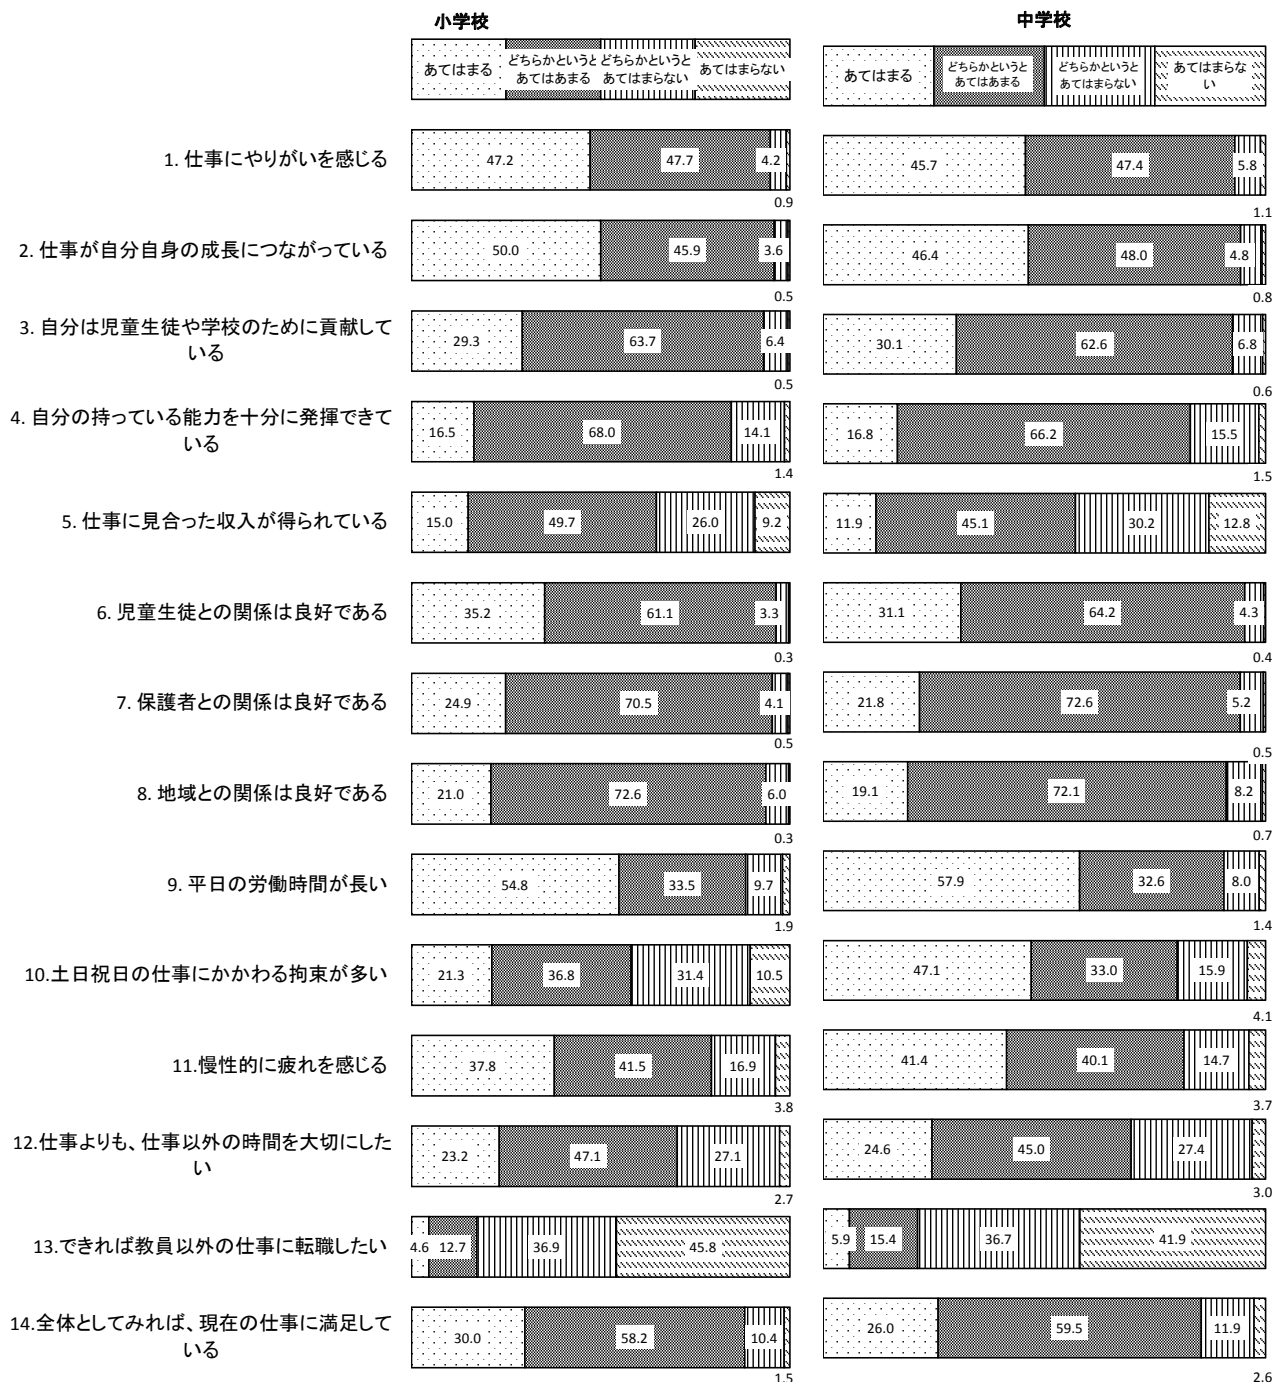 小学校
中学校
あてはまる
どちらかというと
あてはあまる
どちらかというと
あてはまらない
あてはまらない
あてはまる
どちらかというと
あてはあまる
どちらかというと
あてはまらない
あてはまらな
い
1. 仕事にやりがいを感じる
47.2 47.7 4.2
0.9
45.7 47.4 5.8
1.1
2. 仕事が自分自身の成長につながっている
50.0 45.9 3.6
0.5
46.4 48.0 4.8
0.8
3. 自分は児童生徒や学校のために貢献して
いる
29.3 63.7 6.4
0.5
30.1 62.6 6.8
0.6
4. 自分の持っている能力を十分に発揮できて
いる
16.5 68.0 14.1
1.4
16.8 66.2 15.5
1.5
5. 仕事に見合った収入が得られている
15.0 49.7 26.0 9.2
11.9 45.1 30.2 12.8
6. 児童生徒との関係は良好である
35.2 61.1 3.3
0.3
31.1 64.2 4.3
0.4
7. 保護者との関係は良好である
24.9 70.5 4.1
0.5
21.8 72.6 5.2
0.5
8. 地域との関係は良好である
21.0 72.6 6.0
0.3
19.1 72.1 8.2
0.7
9. 平日の労働時間が長い
54.8 33.5 9.7
1.9
57.9 32.6 8.0
1.4
10.土日祝日の仕事にかかわる拘束が多い
21.3 36.8 31.4 10.5
47.1 33.0 15.9
4.1
11.慢性的に疲れを感じる
37.8 41.5 16.9
3.8
41.4 40.1 14.7
3.7
12.仕事よりも、仕事以外の時間を大切にした
い
23.2 47.1 27.1
2.7
24.6 45.0 27.4
3.0
13.できれば教員以外の仕事に転職したい
4.6 12.7 36.9 45.8
5.9 15.4 36.7 41.9
14.全体としてみれば、現在の仕事に満足して
いる
30.0 58.2 10.4
1.5
26.0 59.5 11.9
2.6